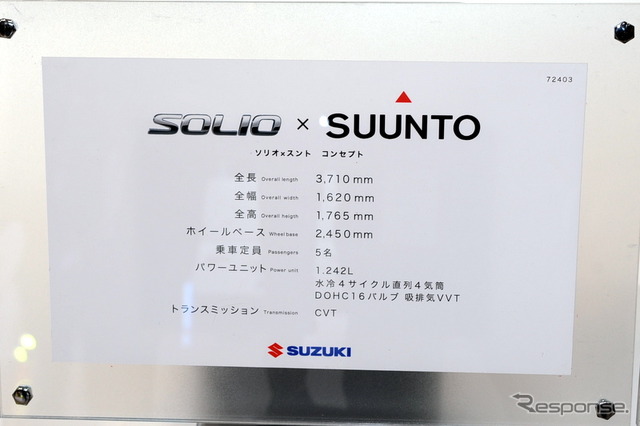 72403
SOLIO × SUUNTO
ソリオ×スント コンセプト
全長 Overall length 3,710mm
全幅 Overall width 1,620mm
全高 Overall heigth 1,765mm
ホイールベース Wheel base 2,450mm
乗車定員 Passengers 5名
パワーユニット Power unit 1.242L
水冷4サイクル直列4気筒
DOHC16バルブ 吸排気VVT
トランスミッション Transmission CVT
SUZUKI
Response.